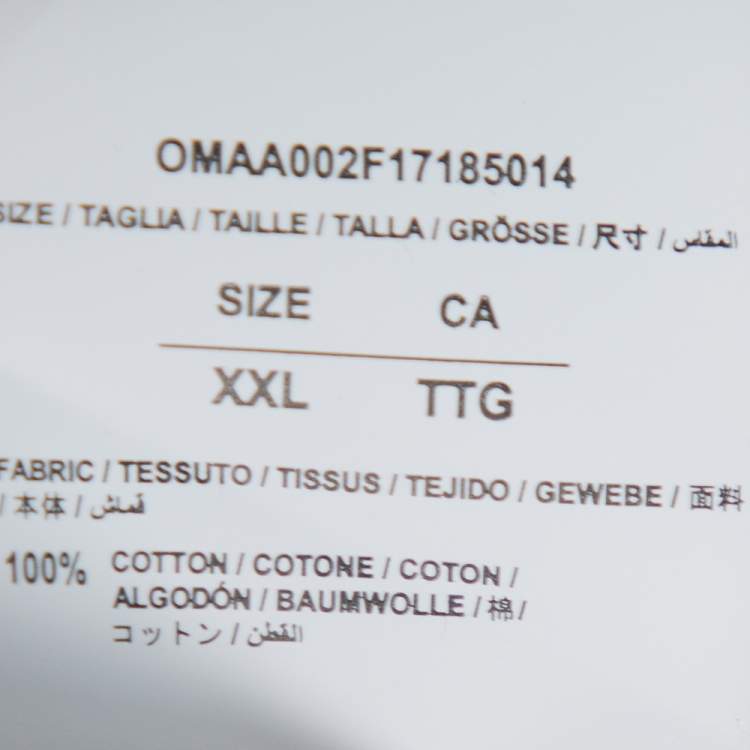 OMAA002F17185014
SIZE / TAGLIA / TAILLE / TALLA / GRÖSSE / 尺寸 / المقاس
SIZE CA
XXL TTG
FABRIC / TESSUTO / TISSUS / TEJIDO / GEWEBE / 面料
/ 本体 / قماش
100% COTTON / COTONE / COTON /
ALGODÓN / BAUMWOLLE / 棉 /
コットン / القطن